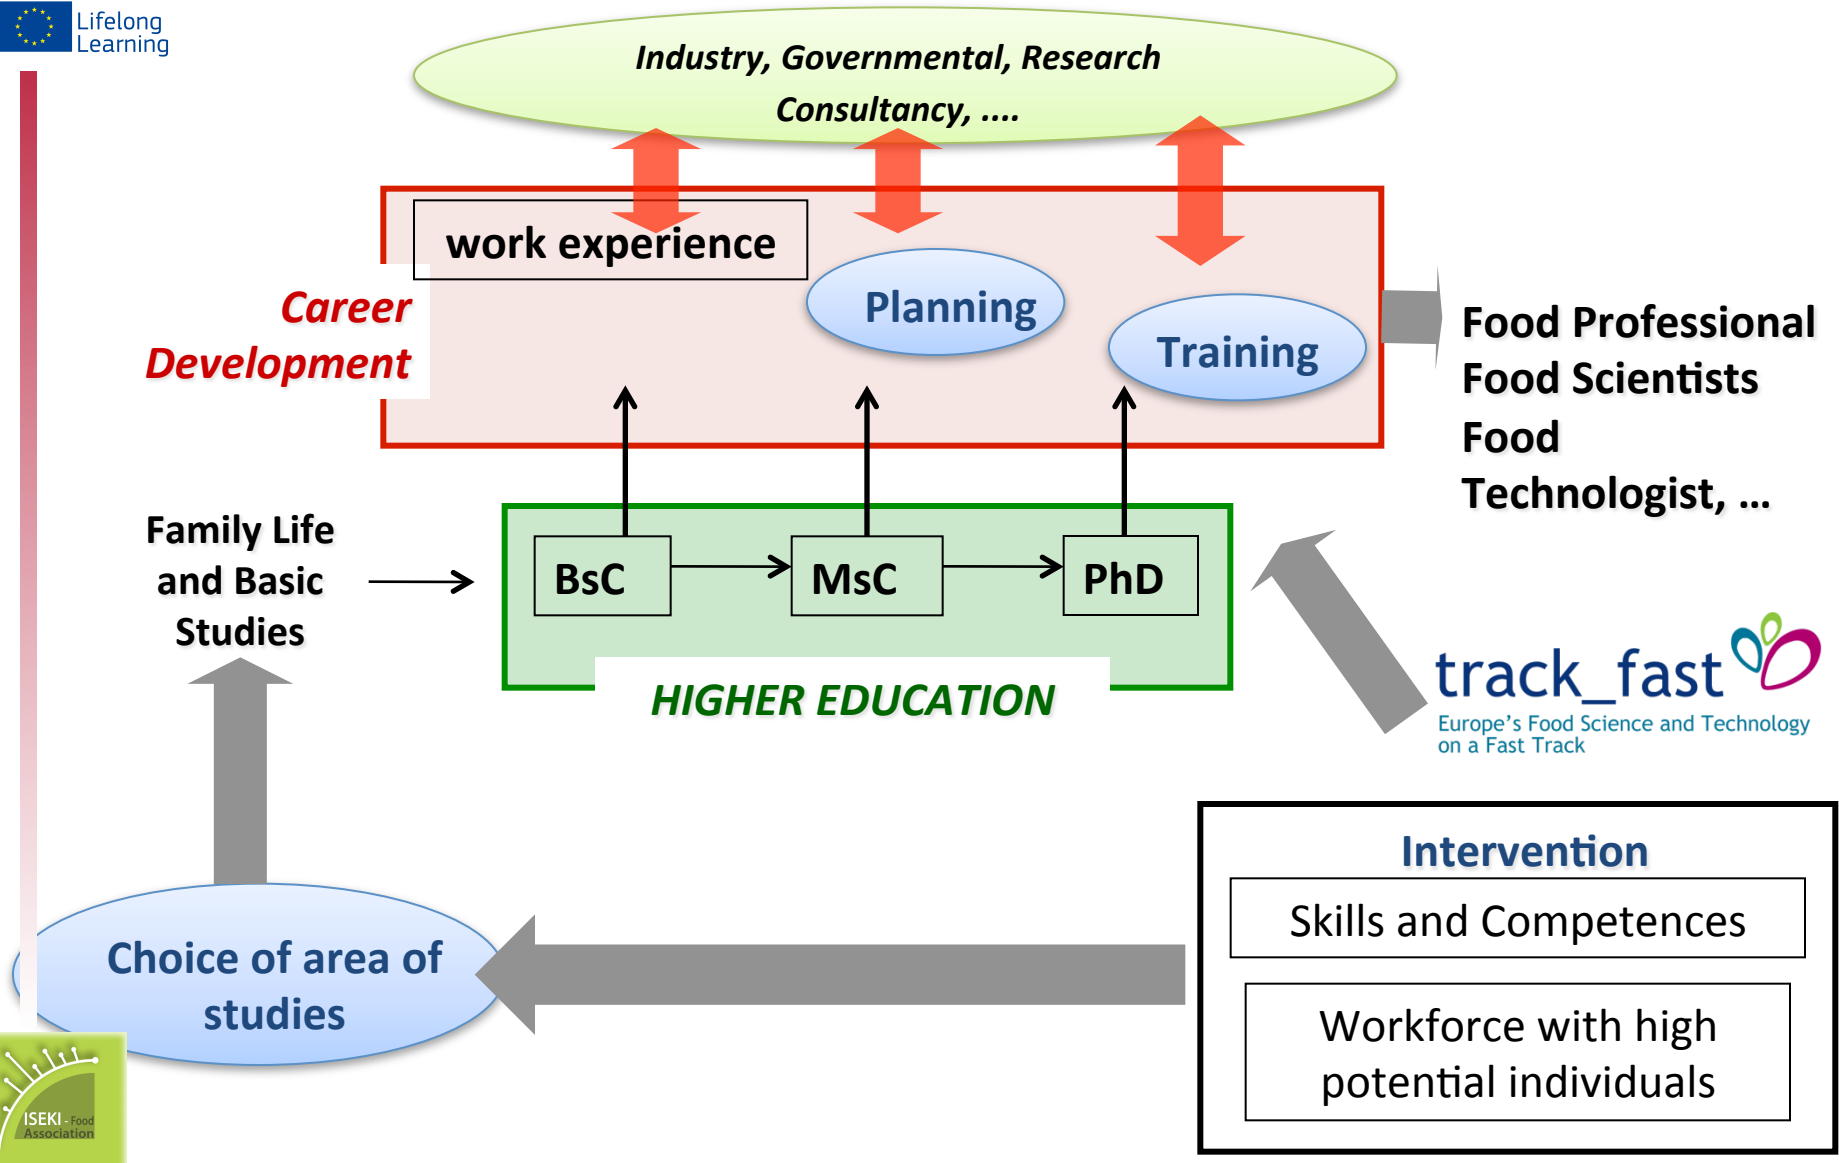 Lifelong
Learning
Industry, Governmental, Research
Consultancy, ....
work experience
Planning
Training
Career
Development
Food Professional
Food Scientists
Food
Technologist, ...
Family Life
and Basic
Studies
BsC
MsC
PhD
HIGHER EDUCATION
track_fast
Europe's Food Science and Technology
on a Fast Track
Intervention
Skills and Competences
Workforce with high
potential individuals
Choice of area of
studies
ISEKI - Food
Association